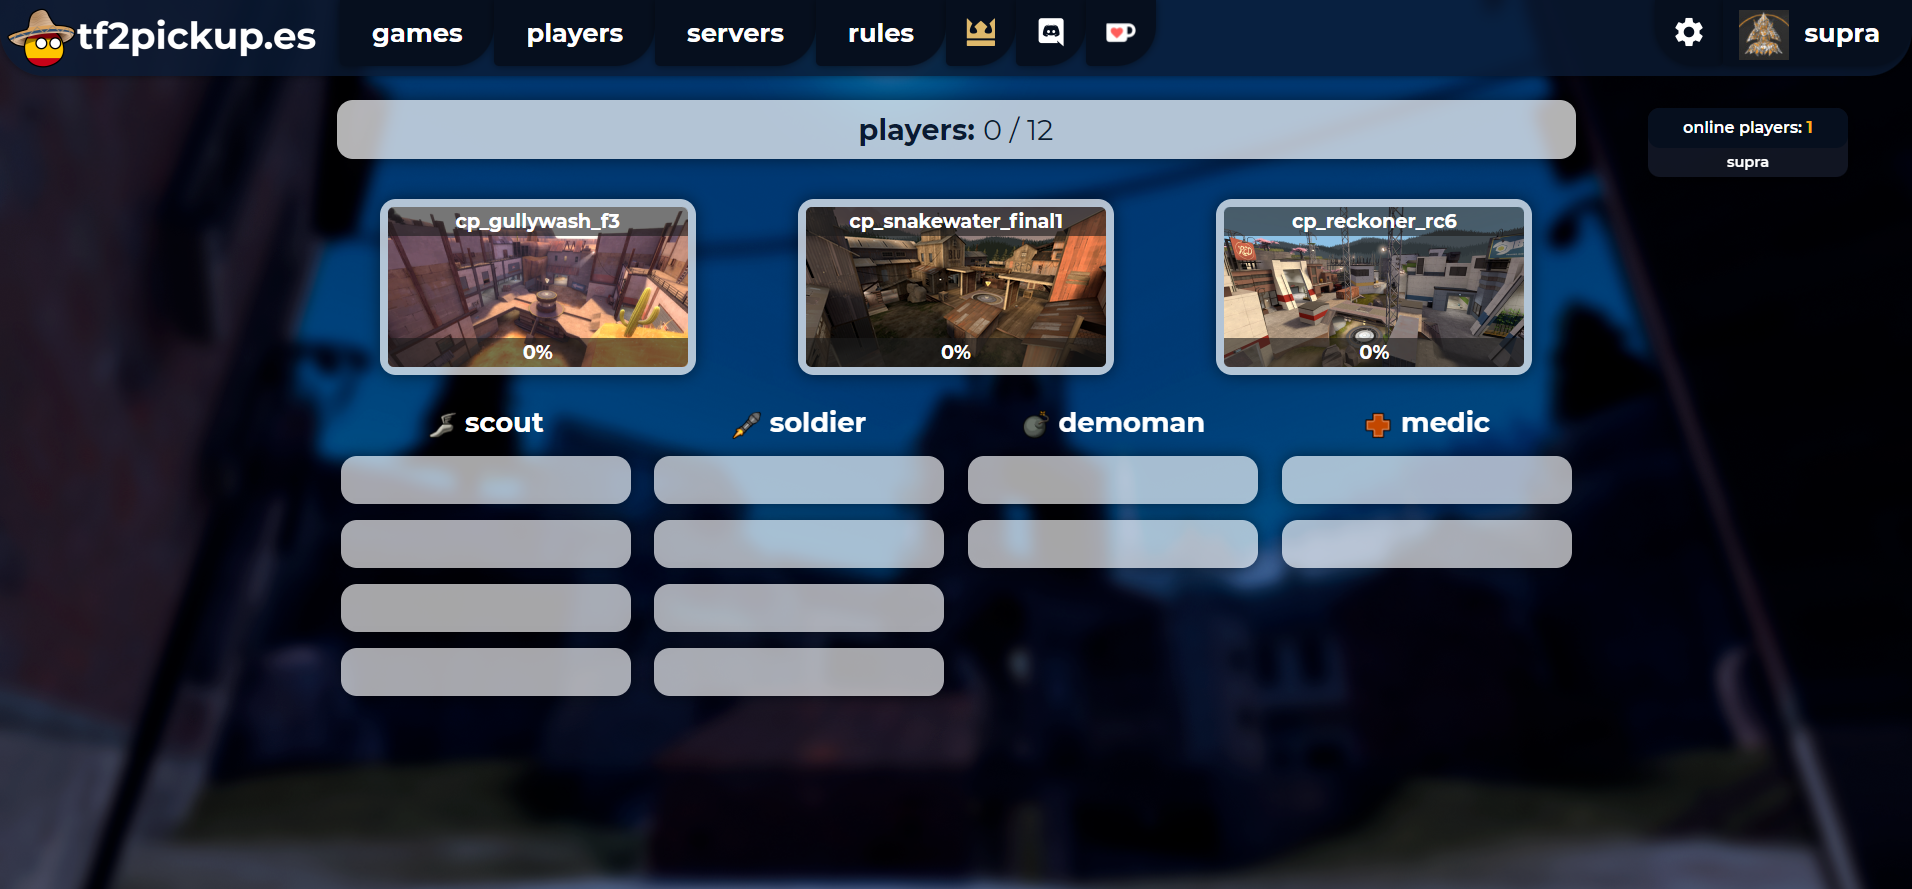 tf2pickup.es
games
players
servers
rules
supra
players: 0 / 12
online players: 1
supra
cp_gullywash_f3
0%
cp_snakewater_final1
0%
cp_reckoner_rc6
0%
scout
soldier
demoman
medic